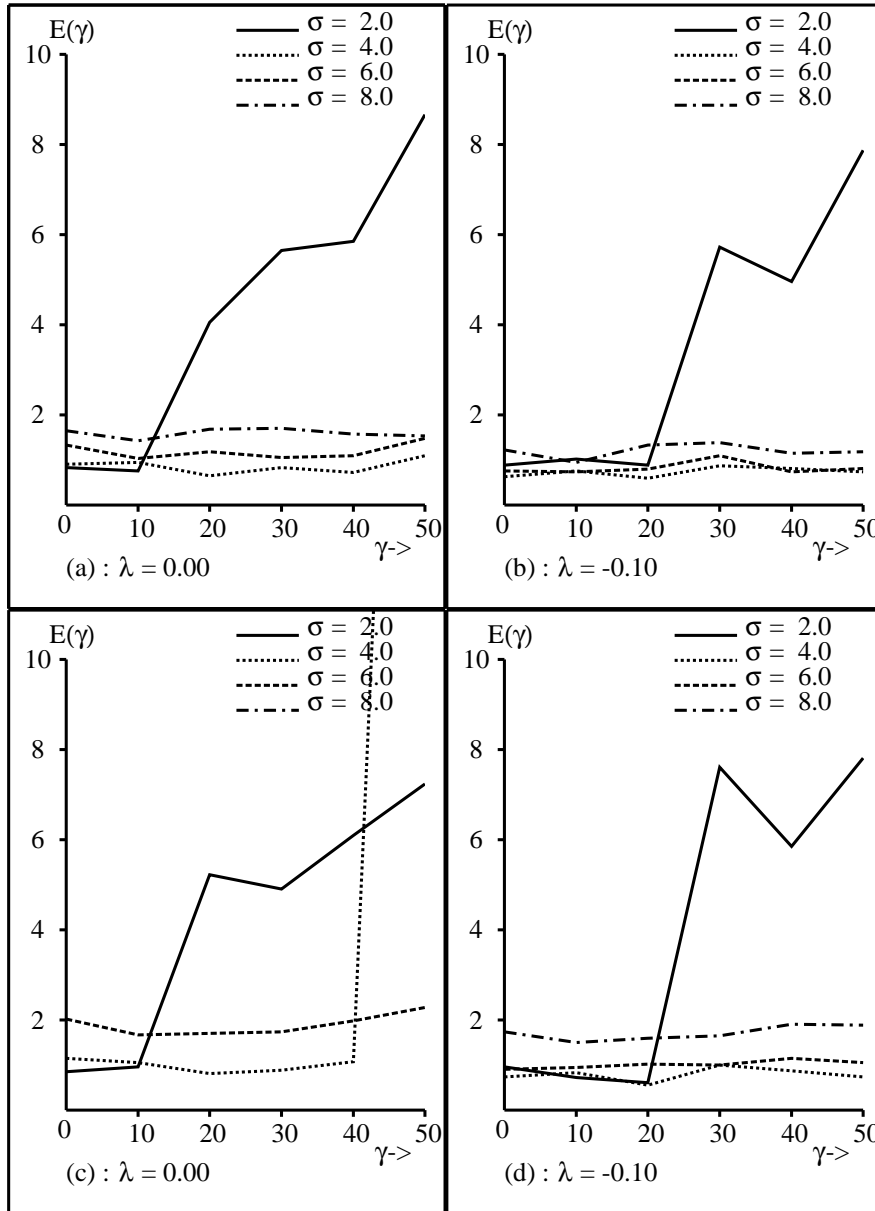 E(γ)
σ = 2.0
σ = 4.0
σ = 6.0
σ = 8.0
10
8
6
4
2
0 10 20 30 40 50
γ->
(a) : λ = 0.00
E(γ)
σ = 2.0
σ = 4.0
σ = 6.0
σ = 8.0
10
8
6
4
2
0 10 20 30 40 50
γ->
(b) : λ = -0.10
E(γ)
σ = 2.0
σ = 4.0
σ = 6.0
σ = 8.0
10
8
6
4
2
0 10 20 30 40 50
γ->
(c) : λ = 0.00
E(γ)
σ = 2.0
σ = 4.0
σ = 6.0
σ = 8.0
10
8
6
4
2
0 10 20 30 40 50
γ->
(d) : λ = -0.10